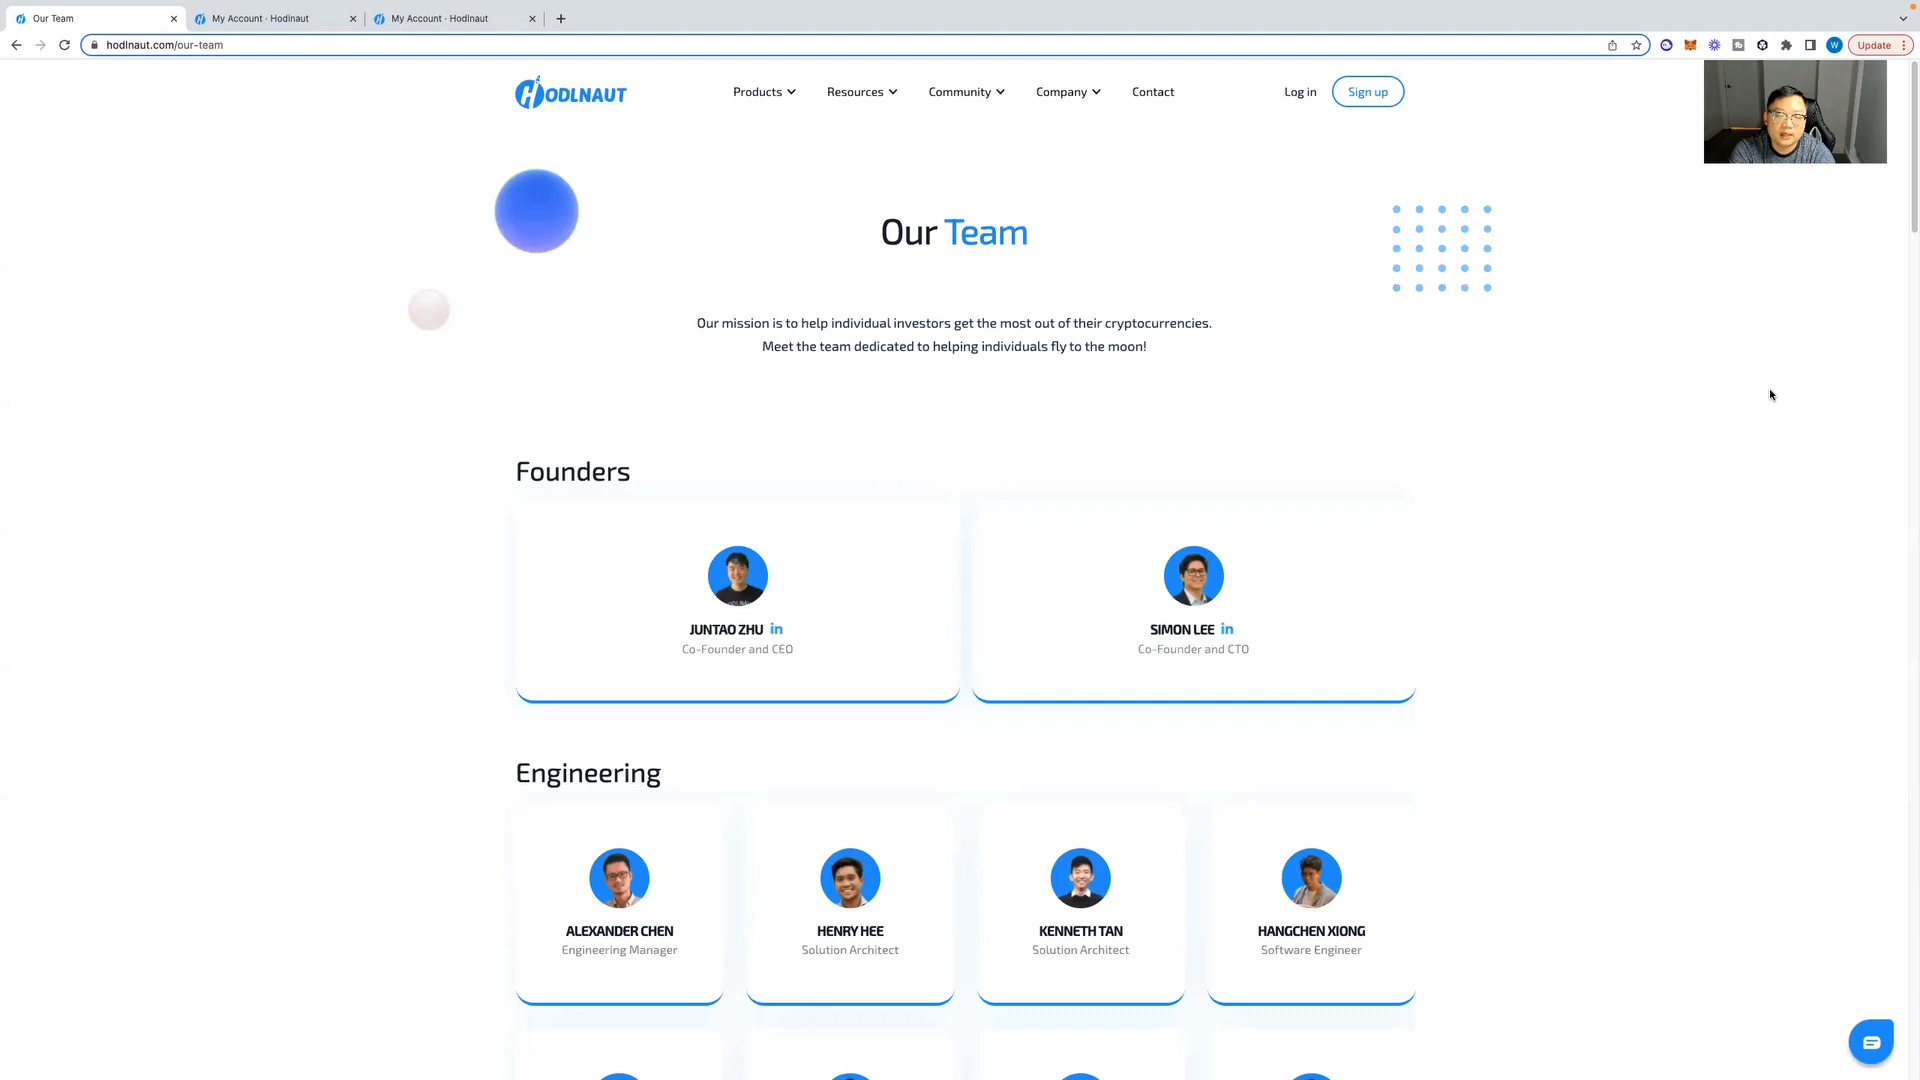 Our Team
My Account · Hodlnaut
My Account · Hodlnaut
hodlnaut.com/our-team
W
Update
HODLNAUT
Products
Resources
Community
Company
Contact
Log in
Sign up
Our Team
Our mission is to help individual investors get the most out of their cryptocurrencies.
Meet the team dedicated to helping individuals fly to the moon!
Founders
JUNTAO ZHU in
Co-Founder and CEO
SIMON LEE in
Co-Founder and CTO
Engineering
ALEXANDER CHEN
Engineering Manager
HENRY HEE
Solution Architect
KENNETH TAN
Solution Architect
HANGCHEN XIONG
Software Engineer